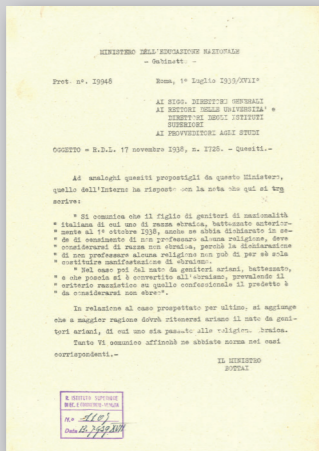 MINISTERO DELL'EDUCAZIONE NAZIONALE
- Gabinetto -
Prot. n°. 19948 Roma, 1° Luglio 1939/XVII°
AI SIGG. DIRETTORI GENERALI
AI RETTORI DELLE UNIVERSITA' e
DIRETTORI DEGLI ISTITUTI
SUPERIORI
AI PROVVEDITORI AGLI STUDI
OGGETTO = R.D.L. 17 novembre 1938, n. 1728. - Quesiti.-
Ad analoghi quesiti propostigli da questo Ministero,
quello dell'Interno ha risposto con la nota che qui si tra
scrive:
" Si comunica che il figlio di genitori di nazionalità
" italiana di cui uno di razza ebraica, battezzato anterior-
" mente al 1° ottobre 1938, anche se abbia dichiarato in se-
" de di censimento di non professare alcuna religione, deve
" considerarsi di razza non ebraica, perchè la dichiarazione
" di non professare alcuna religione non può di per sè sola
" costituire manifestazione di ebraismo.
" Nel caso poi del nato da genitori ariani, battezzato,
" e che poscia si è convertito all'ebraismo, prevalendo il
" criterio razzistico su quello confessionale il predetto è
" da considerarsi non ebreo".
In relazione al caso prospettato per ultimo, si aggiunge
che a maggior ragione dovrà ritenersi ariano il nato da geni-
tori ariani, di cui uno sia passato alla religione ebraica.
Tanto Vi comunico affinchè ne abbiate norma nei casi
corrispondenti.-
IL MINISTRO
BOTTAI
R. ISTITUTO SUPERIORE
N.°
Data